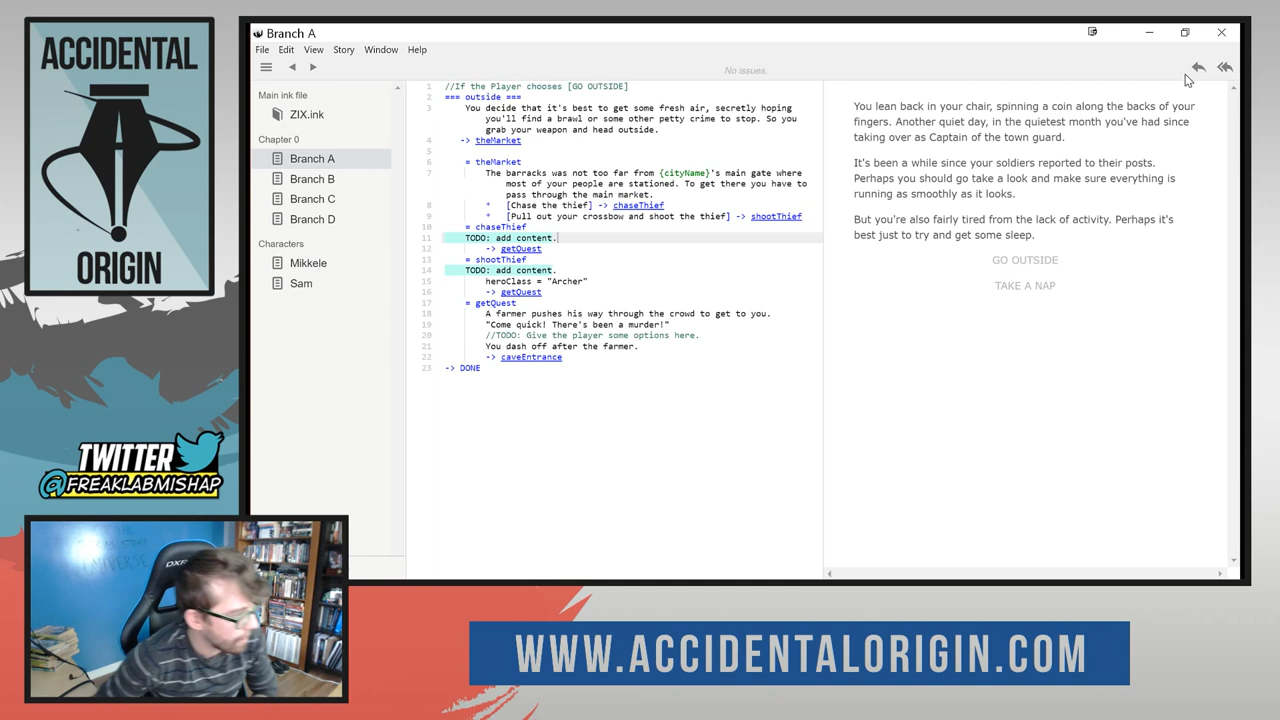 ACCIDENTAL
ORIGIN
TWITTER
@FREAKLABMISHAP
Branch A
File Edit View Story Window Help
No issues.
Main ink file
ZIX.ink
Chapter 0
Branch A
Branch B
Branch C
Branch D
Characters
Mikkele
Sam
1 //If the Player chooses [GO OUTSIDE]
2 === outside ===
3 You decide that it's best to get some fresh air, secretly hoping
you'll find a brawl or some other petty crime to stop. So you
grab your weapon and head outside.
4 -> theMarket
5
6 = theMarket
7 The barracks was not too far from {cityName}'s main gate where
most of your people are stationed. To get there you have to
pass through the main market.
8 * [Chase the thief] -> chaseThief
9 * [Pull out your crossbow and shoot the thief] -> shootThief
10 = chaseThief
11 TODO: add content.
12 -> getQuest
13 = shootThief
14 TODO: add content.
15 heroClass = "Archer"
16 -> getQuest
17 = getQuest
18 A farmer pushes his way through the crowd to get to you.
19 "Come quick! There's been a murder!"
20 //TODO: Give the player some options here.
21 You dash off after the farmer.
22 -> caveEntrance
23 -> DONE
You lean back in your chair, spinning a coin along the backs of your
fingers. Another quiet day, in the quietest month you've had since
taking over as Captain of the town guard.
It's been a while since your soldiers reported to their posts.
Perhaps you should go take a look and make sure everything is
running as smoothly as it looks.
But you're also fairly tired from the lack of activity. Perhaps it's
best just to try and get some sleep.
GO OUTSIDE
TAKE A NAP
WWW.ACCIDENTALORIGIN.COM